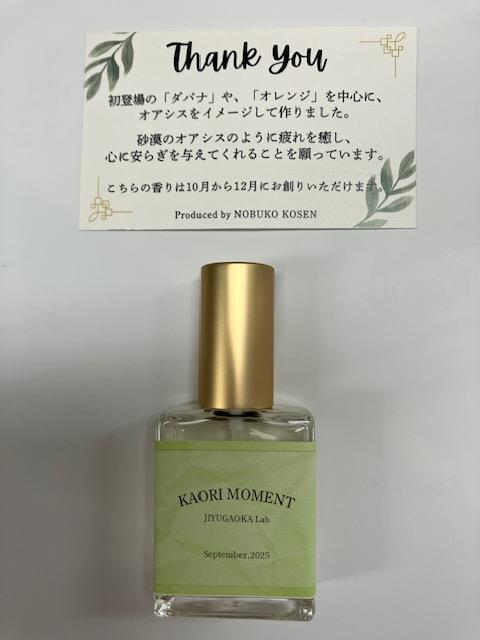 Thank You
初登場の「ダバナ」や、「オレンジ」を中心に、
オアシスをイメージして作りました。
砂漠のオアシスのように疲れを癒し、
心に安らぎを与えてくれることを願っています。
こちらの香りは10月から12月にお創りいただけます。
Produced by NOBUKO KOSEN
KAORI MOMENT
JIYUGAOKA Lab
September.2025